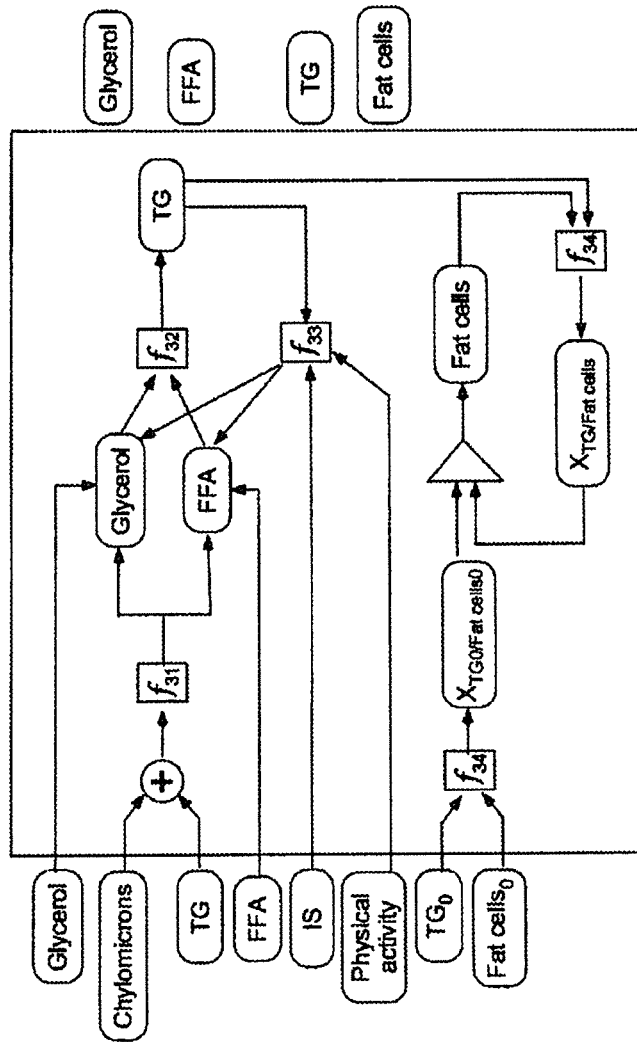 Glycerol
Chylomicrons
TG
FFA
IS
Physical
activity
TG0
Fat cells0
+
f31
Glycerol
FFA
f32
TG
f33
f34
XTG0/Fat cells0
Fat cells
XTG/Fat cells
f34
Glycerol
FFA
TG
Fat cells